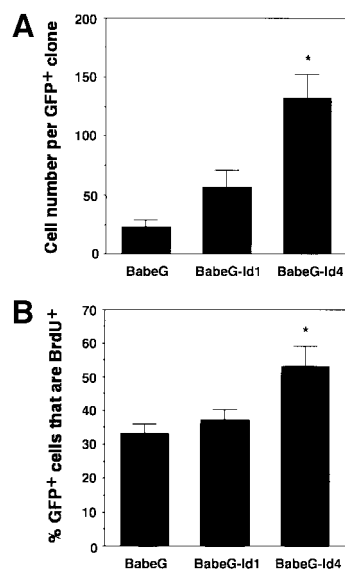 A
Cell number per GFP+ clone
200
150
100
50
0
*
BabeG BabeG-Id1 BabeG-Id4
B
% GFP+ cells that are BrdU+
70
60
50
40
30
20
10
0
*
BabeG BabeG-Id1 BabeG-Id4